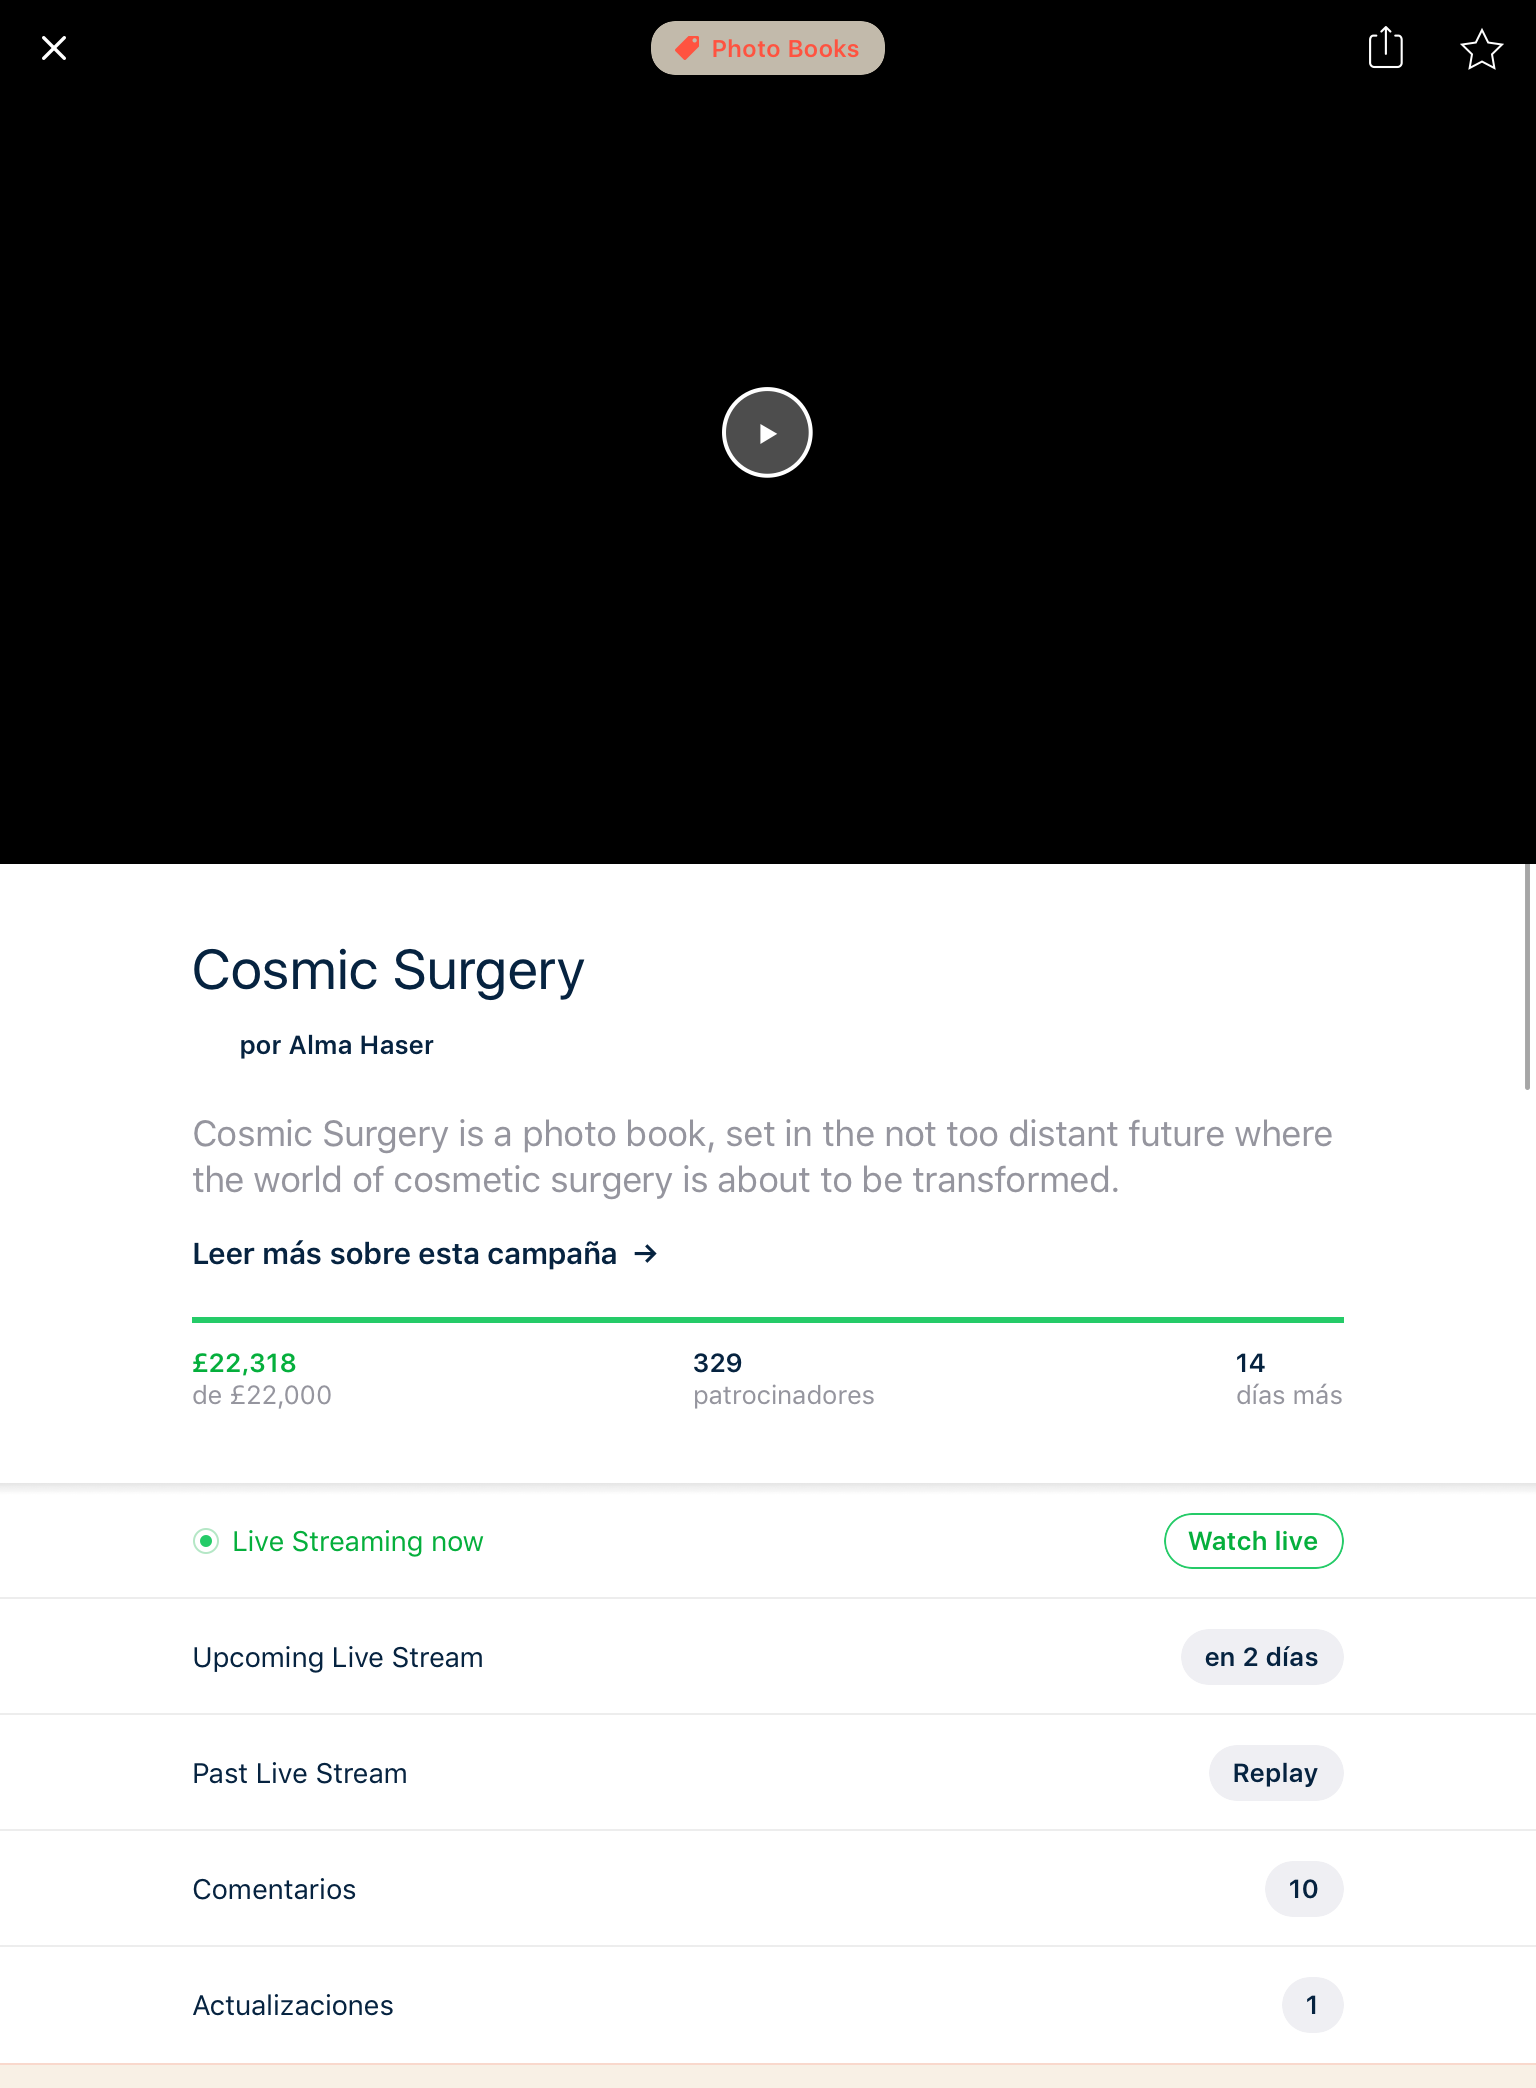 Photo Books
Cosmic Surgery
por Alma Haser
Cosmic Surgery is a photo book, set in the not too distant future where
the world of cosmetic surgery is about to be transformed.
Leer más sobre esta campaña →
£22,318
de £22,000
329
patrocinadores
14
días más
Live Streaming now
Watch live
Upcoming Live Stream
en 2 días
Past Live Stream
Replay
Comentarios
10
Actualizaciones
1